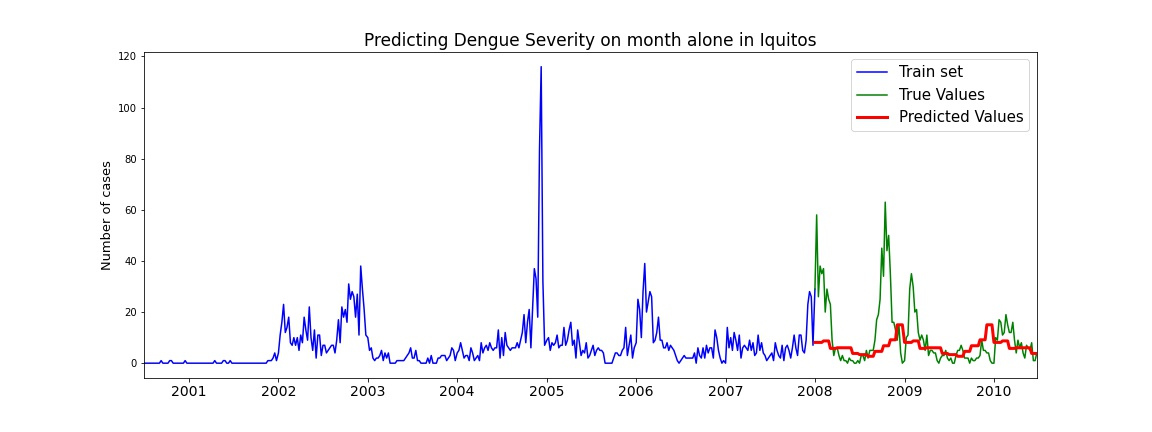 Predicting Dengue Severity on month alone in Iquitos
Train set
True Values
Predicted Values
Number of cases
120
100
80
60
40
20
0
2001 2002 2003 2004 2005 2006 2007 2008 2009 2010